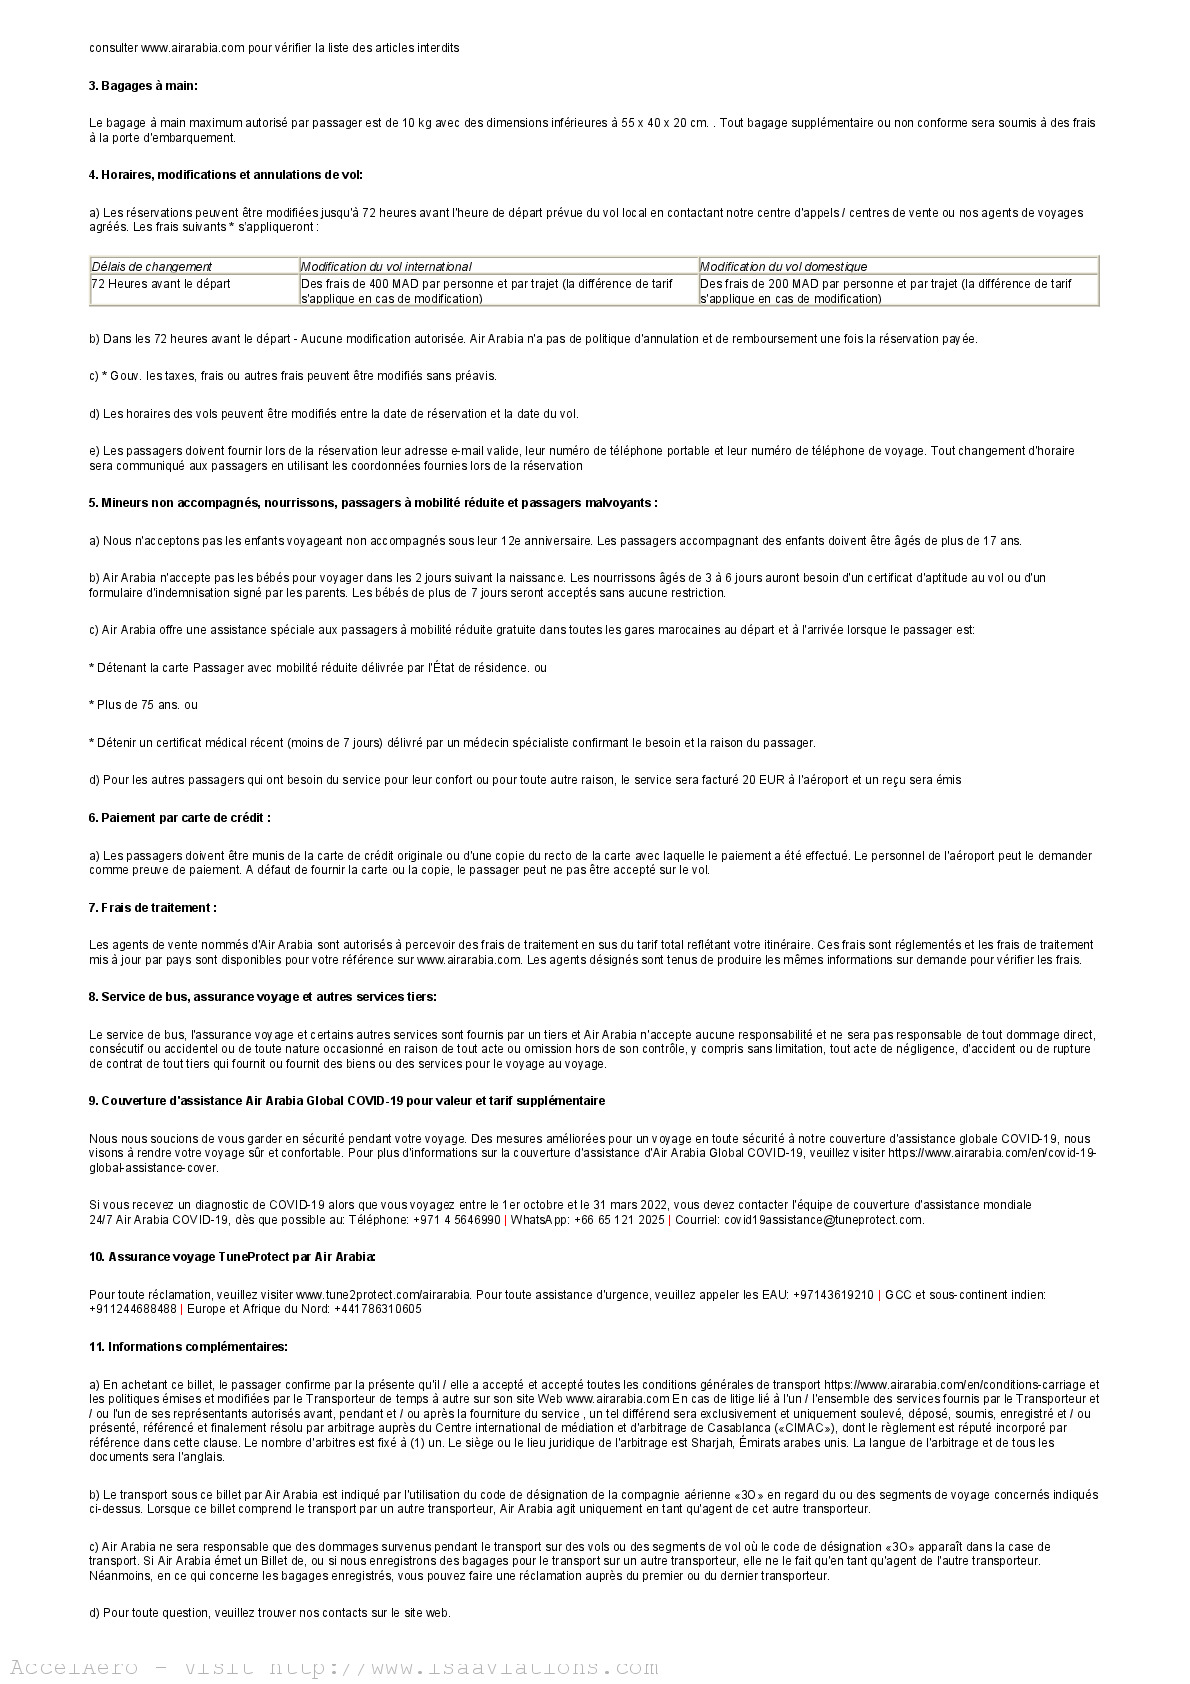 consulter www.airarabia.com pour vérifier la liste des articles interdits
3. Bagages à main:
Le bagage à main maximum autorisé par passager est de 10 kg avec des dimensions inférieures à 55 x 40 x 20 cm. . Tout bagage supplémentaire ou non conforme sera soumis à des frais
à la porte d'embarquement.
4. Horaires, modifications et annulations de vol:
a) Les réservations peuvent être modifiées jusqu'à 72 heures avant l'heure de départ prévue du vol local en contactant notre centre d'appels / centres de vente ou nos agents de voyages
agréés. Les frais suivants * s'appliqueront :
Délais de changement Modification du vol international Modification du vol domestique
72 Heures avant le départ Des frais de 400 MAD par personne et par trajet (la différence de tarif Des frais de 200 MAD par personne et par trajet (la différence de tarif
s'applique en cas de modification) s'applique en cas de modification)
b) Dans les 72 heures avant le départ - Aucune modification autorisée. Air Arabia n'a pas de politique d'annulation et de remboursement une fois la réservation payée.
c) * Gouv. les taxes, frais ou autres frais peuvent être modifiés sans préavis.
d) Les horaires des vols peuvent être modifiés entre la date de réservation et la date du vol.
e) Les passagers doivent fournir lors de la réservation leur adresse e-mail valide, leur numéro de téléphone portable et leur numéro de téléphone de voyage. Tout changement d'horaire
sera communiqué aux passagers en utilisant les coordonnées fournies lors de la réservation
5. Mineurs non accompagnés, nourrissons, passagers à mobilité réduite et passagers malvoyants :
a) Nous n'acceptons pas les enfants voyageant non accompagnés sous leur 12e anniversaire. Les passagers accompagnant des enfants doivent être âgés de plus de 17 ans.
b) Air Arabia n'accepte pas les bébés pour voyager dans les 2 jours suivant la naissance. Les nourrissons âgés de 3 à 6 jours auront besoin d'un certificat d'aptitude au vol ou d'un
formulaire d'indemnisation signé par les parents. Les bébés de plus de 7 jours seront acceptés sans aucune restriction.
c) Air Arabia offre une assistance spéciale aux passagers à mobilité réduite gratuite dans toutes les gares marocaines au départ et à l'arrivée lorsque le passager est:
* Détenant la carte Passager avec mobilité réduite délivrée par l'État de résidence. ou
* Plus de 75 ans. ou
* Détenir un certificat médical récent (moins de 7 jours) délivré par un médecin spécialiste confirmant le besoin et la raison du passager.
d) Pour les autres passagers qui ont besoin du service pour leur confort ou pour toute autre raison, le service sera facturé 20 EUR à l'aéroport et un reçu sera émis
6. Paiement par carte de crédit :
a) Les passagers doivent être munis de la carte de crédit originale ou d'une copie du recto de la carte avec laquelle le paiement a été effectué. Le personnel de l'aéroport peut le demander
comme preuve de paiement. A défaut de fournir la carte ou la copie, le passager peut ne pas être accepté sur le vol.
7. Frais de traitement :
Les agents de vente nommés d'Air Arabia sont autorisés à percevoir des frais de traitement en sus du tarif total reflétant votre itinéraire. Ces frais sont réglementés et les frais de traitement
mis à jour par pays sont disponibles pour votre référence sur www.airarabia.com. Les agents désignés sont tenus de produire les mêmes informations sur demande pour vérifier les frais.
8. Service de bus, assurance voyage et autres services tiers:
Le service de bus, l'assurance voyage et certains autres services sont fournis par un tiers et Air Arabia n'accepte aucune responsabilité et ne sera pas responsable de tout dommage direct,
consécutif ou accidentel ou de toute nature occasionné en raison de tout acte ou omission hors de son contrôle, y compris sans limitation, tout acte de négligence, d'accident ou de rupture
de contrat de tout tiers qui fournit ou fournit des biens ou des services pour le voyage au voyage.
9. Couverture d'assistance Air Arabia Global COVID-19 pour valeur et tarif supplémentaire
Nous nous soucions de vous garder en sécurité pendant votre voyage. Des mesures améliorées pour un voyage en toute sécurité à notre couverture d'assistance globale COVID-19, nous
visons à rendre votre voyage sûr et confortable. Pour plus d'informations sur la couverture d'assistance d'Air Arabia Global COVID-19, veuillez visiter https://www.airarabia.com/en/covid-19-
global-assistance-cover.
Si vous recevez un diagnostic de COVID-19 alors que vous voyagez entre le 1er octobre et le 31 mars 2022, vous devez contacter l'équipe de couverture d'assistance mondiale
24/7 Air Arabia COVID-19, dès que possible au: Téléphone: +971 4 5646990 | WhatsApp: +66 65 121 2025 | Courriel: covid19assistance@tuneprotect.com.
10. Assurance voyage TuneProtect par Air Arabia:
Pour toute réclamation, veuillez visiter www.tune2protect.com/airarabia. Pour toute assistance d'urgence, veuillez appeler les EAU: +97143619210 | GCC et sous-continent indien:
+911244688488 | Europe et Afrique du Nord: +441786310605
11. Informations complémentaires:
a) En achetant ce billet, le passager confirme par la présente qu'il / elle a accepté et accepté toutes les conditions générales de transport https://www.airarabia.com/en/conditions-carriage et
les politiques émises et modifiées par le Transporteur de temps à autre sur son site Web www.airarabia.com En cas de litige lié à l'un / l'ensemble des services fournis par le Transporteur et
/ ou l'un de ses représentants autorisés avant, pendant et / ou après la fourniture du service , un tel différend sera exclusivement et uniquement soulevé, déposé, soumis, enregistré et / ou
présenté, référencé et finalement résolu par arbitrage auprès du Centre international de médiation et d'arbitrage de Casablanca («CIMAC»), dont le règlement est réputé incorporé par
référence dans cette clause. Le nombre d'arbitres est fixé à (1) un. Le siège ou le lieu juridique de l'arbitrage est Sharjah, Émirats arabes unis. La langue de l'arbitrage et de tous les
documents sera l'anglais.
b) Le transport sous ce billet par Air Arabia est indiqué par l'utilisation du code de désignation de la compagnie aérienne «3O» en regard du ou des segments de voyage concernés indiqués
ci-dessus. Lorsque ce billet comprend le transport par un autre transporteur, Air Arabia agit uniquement en tant qu'agent de cet autre transporteur.
c) Air Arabia ne sera responsable que des dommages survenus pendant le transport sur des vols ou des segments de vol où le code de désignation «3O» apparaît dans la case de
transport. Si Air Arabia émet un Billet de, ou si nous enregistrons des bagages pour le transport sur un autre transporteur, elle ne le fait qu'en tant qu'agent de l'autre transporteur.
Néanmoins, en ce qui concerne les bagages enregistrés, vous pouvez faire une réclamation auprès du premier ou du dernier transporteur.
d) Pour toute question, veuillez trouver nos contacts sur le site web.
AccelAero - Visit http://www.isaaviations.com